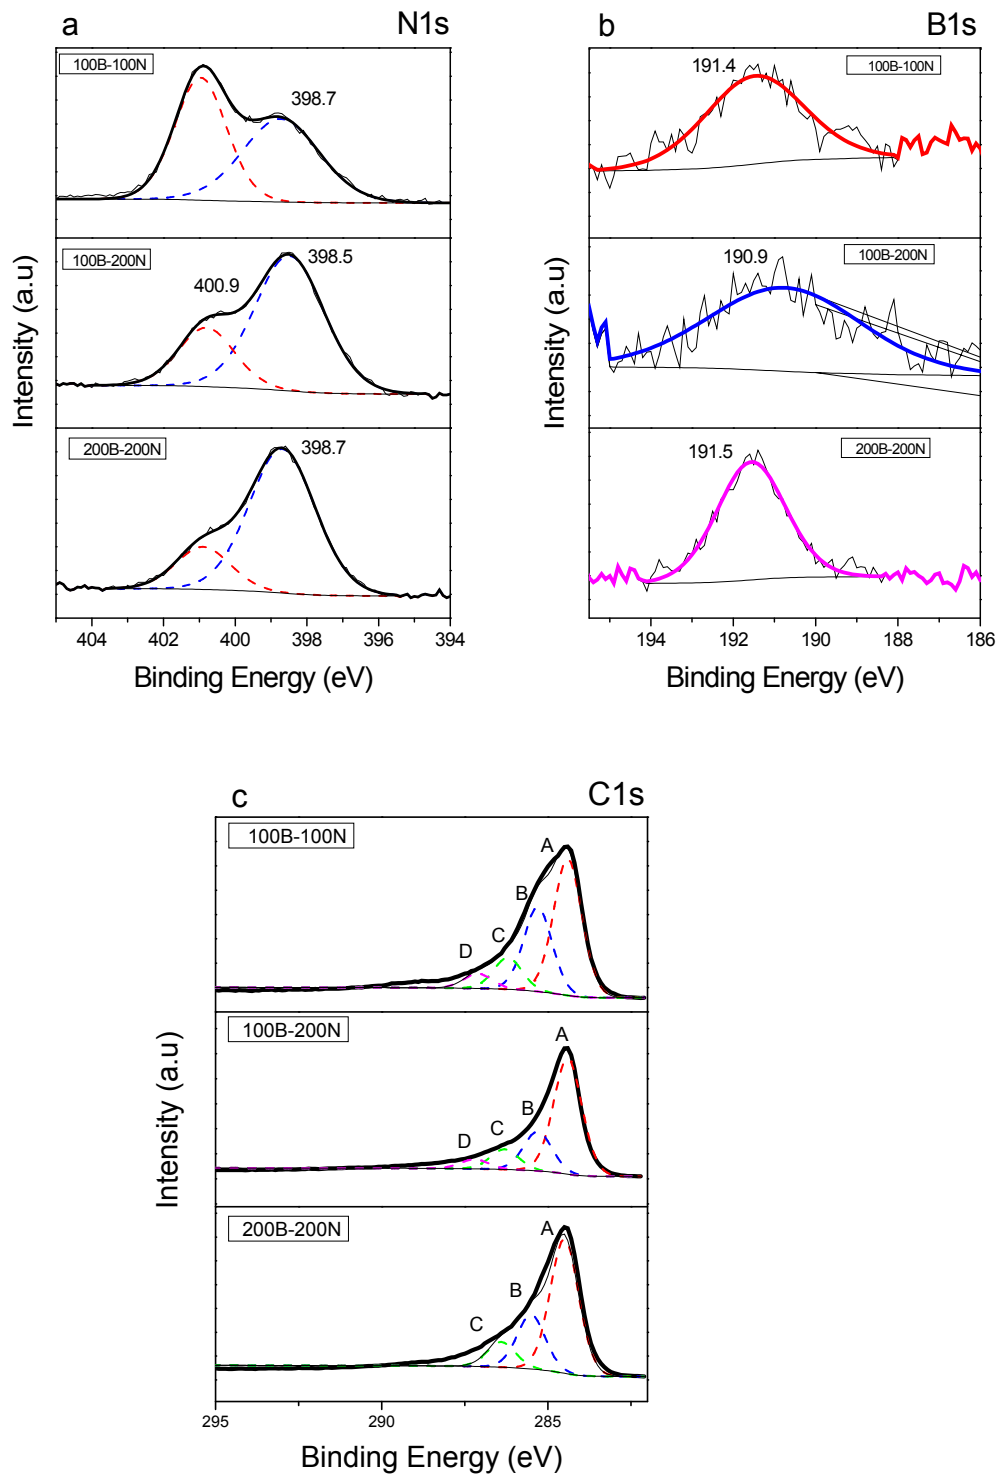 a N1s
100B-100N
398.7
100B-200N
400.9
398.5
200B-200N
398.7
Intensity (a.u)
404 402 400 398 396 394
Binding Energy (eV)
b B1s
191.4
100B-100N
190.9
100B-200N
191.5
200B-200N
Intensity (a.u)
194 192 190 188 186
Binding Energy (eV)
c C1s
100B-100N
A
B
C
D
100B-200N
A
B
C
D
200B-200N
A
B
C
Intensity (a.u)
295 290 285
Binding Energy (eV)